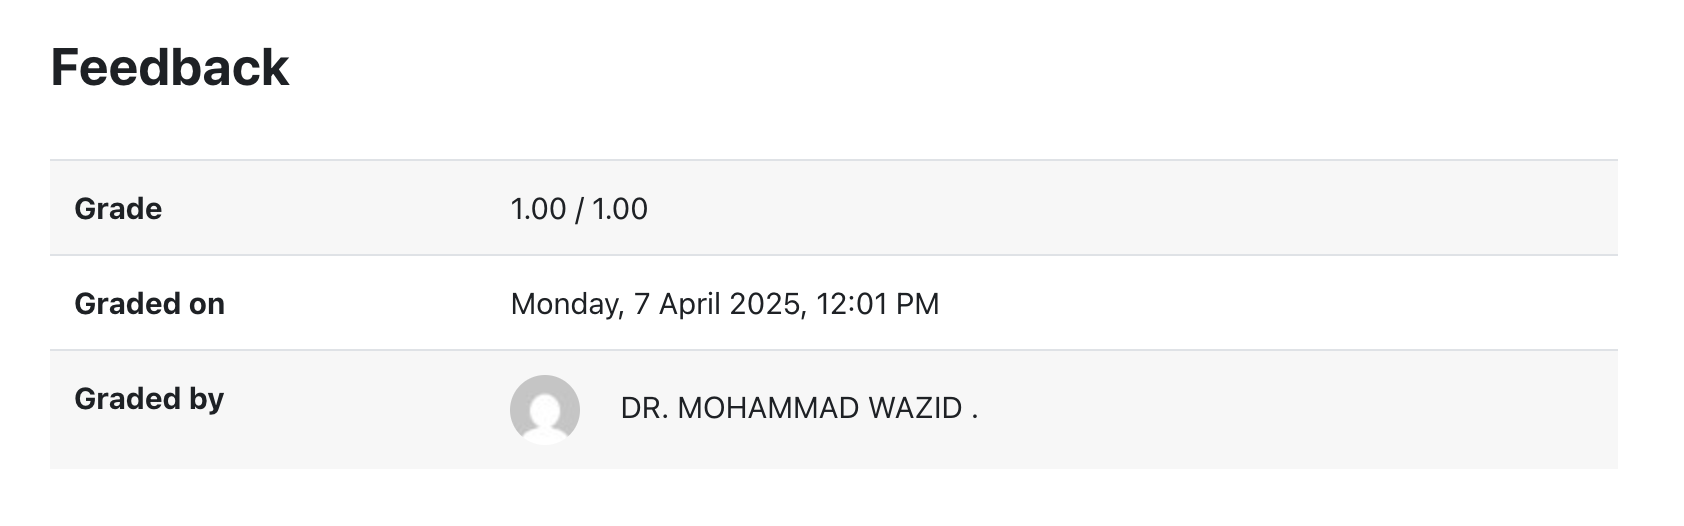 Feedback
Grade 1.00 / 1.00
Graded on Monday, 7 April 2025, 12:01 PM
Graded by DR. MOHAMMAD WAZID .